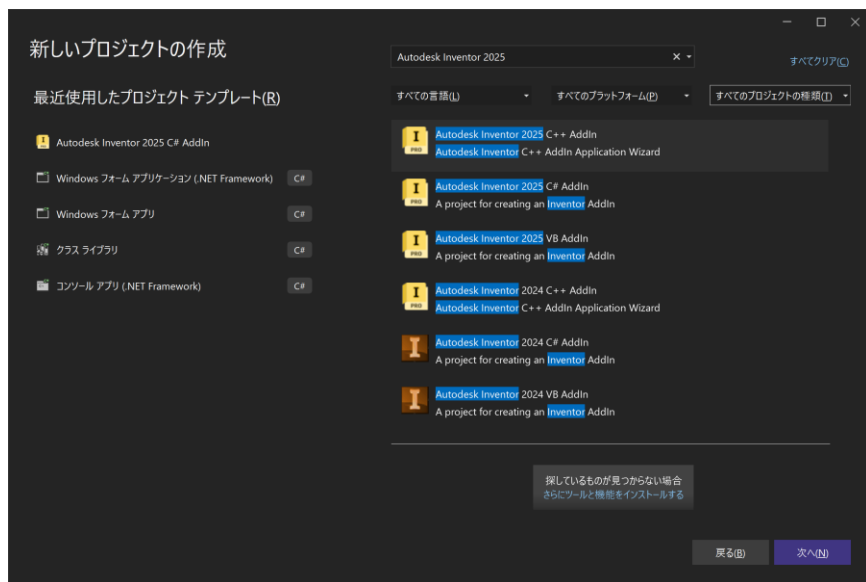 新しいプロジェクトの作成
最近使用したプロジェクト テンプレート(R)
Autodesk Inventor 2025 C# AddIn
Windows フォーム アプリケーション (.NET Framework) C#
Windows フォーム アプリ C#
クラス ライブラリ C#
コンソール アプリ (.NET Framework) C#
Autodesk Inventor 2025
すべてクリア(C)
すべての言語(L) すべてのプラットフォーム(P) すべてのプロジェクトの種類(T)
I PRO
Autodesk Inventor 2025 C++ AddIn
Autodesk Inventor C++ AddIn Application Wizard
I PRO
Autodesk Inventor 2025 C# AddIn
A project for creating an Inventor AddIn
I PRO
Autodesk Inventor 2025 VB AddIn
A project for creating an Inventor AddIn
I PRO
Autodesk Inventor 2024 C++ AddIn
Autodesk Inventor C++ AddIn Application Wizard
I
Autodesk Inventor 2024 C# AddIn
A project for creating an Inventor AddIn
I
Autodesk Inventor 2024 VB AddIn
A project for creating an Inventor AddIn
探しているものが見つからない場合
さらにツールと機能をインストールする
戻る(B) 次へ(N)